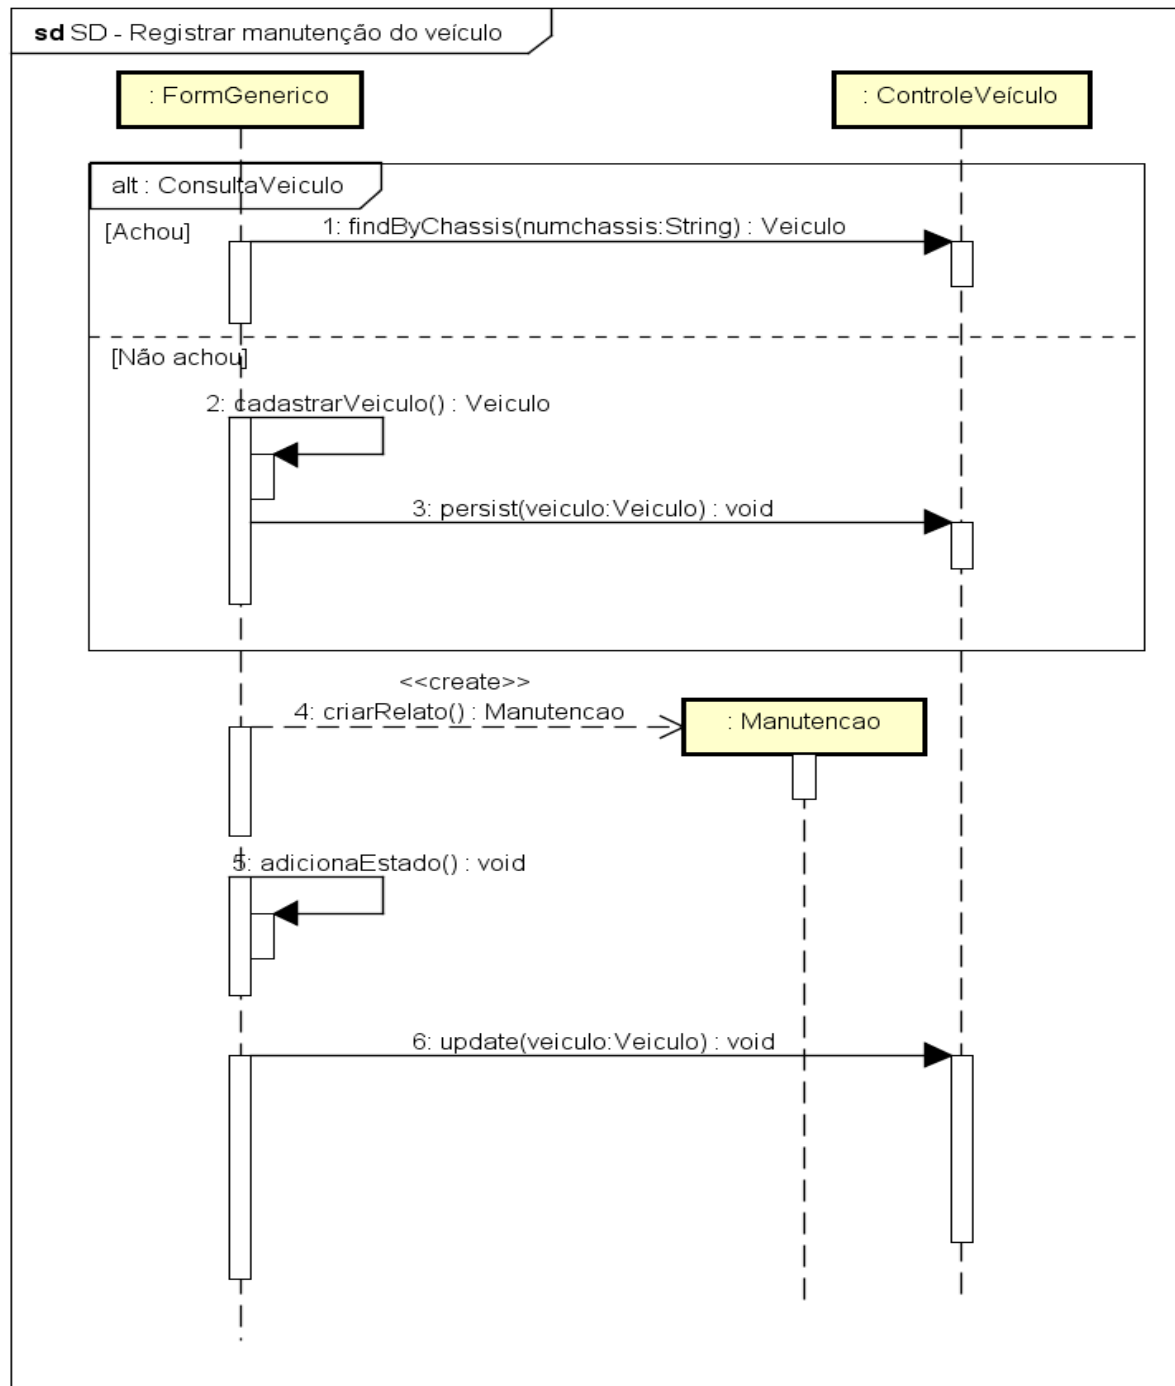 sd SD - Registrar manutenção do veículo
: FormGenerico
: ControleVeículo
alt : ConsultaVeiculo
[Achou]
1: findByChassis(numchassis:String) : Veiculo
[Não achou]
2: cadastrarVeiculo() : Veiculo
3: persist(veiculo:Veiculo) : void
<<create>>
4: criarRelato() : Manutencao
: Manutencao
5: adicionaEstado() : void
6: update(veiculo:Veiculo) : void